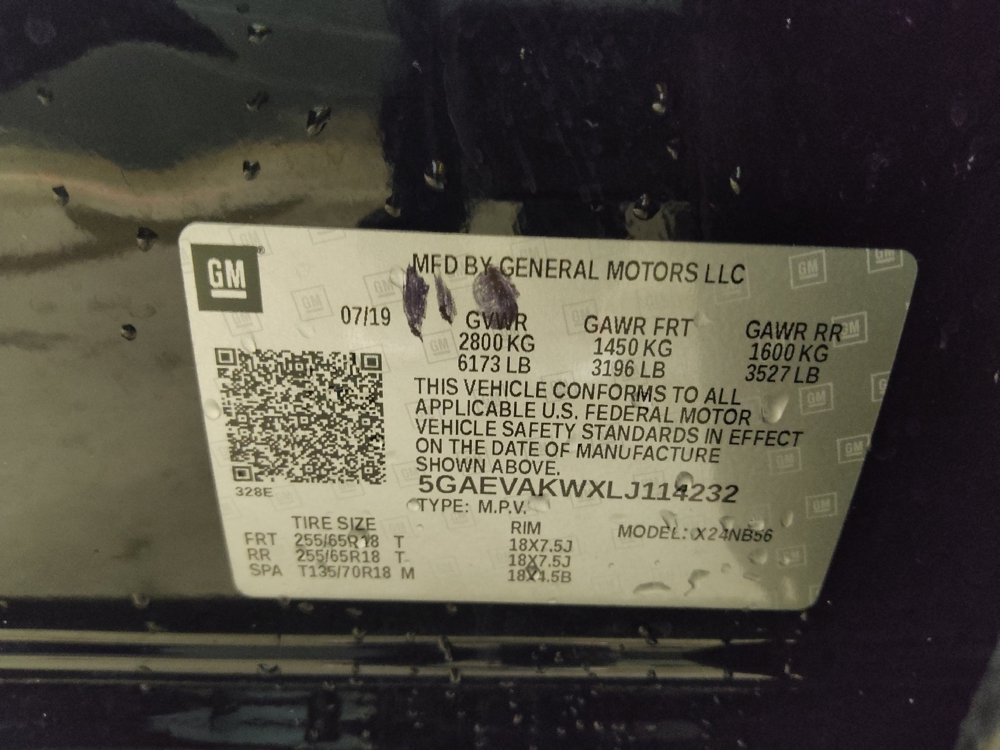 GM
MFD BY GENERAL MOTORS LLC
07/19 GVWR GAWR FRT GAWR RR
2800 KG 1450 KG 1600 KG
6173 LB 3196 LB 3527 LB
THIS VEHICLE CONFORMS TO ALL
APPLICABLE U.S. FEDERAL MOTOR
VEHICLE SAFETY STANDARDS IN EFFECT
ON THE DATE OF MANUFACTURE
SHOWN ABOVE.
328E
5GAEVAKWXLJ114232
TYPE: M.P.V.
TIRE SIZE RIM MODEL: X24NB56
FRT 255/65R18 T 18X7.5J
RR 255/65R18 T 18X7.5J
SPA T135/70R18 M 18X4.5B